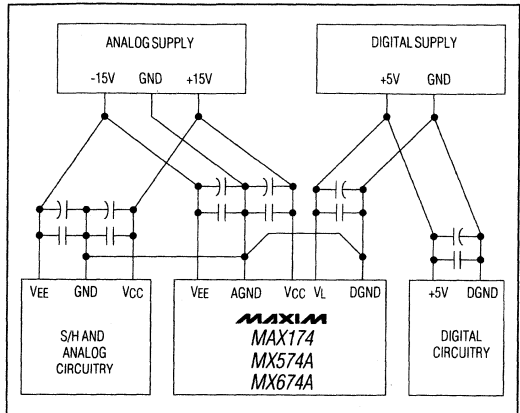 ANALOG SUPPLY
-15V GND +15V
DIGITAL SUPPLY
+5V GND
VEE GND VCC
S/H AND
ANALOG
CIRCUITRY
VEE AGND VCC VL DGND
MAXIM
MAX174
MX574A
MX674A
+5V DGND
DIGITAL
CIRCUITRY